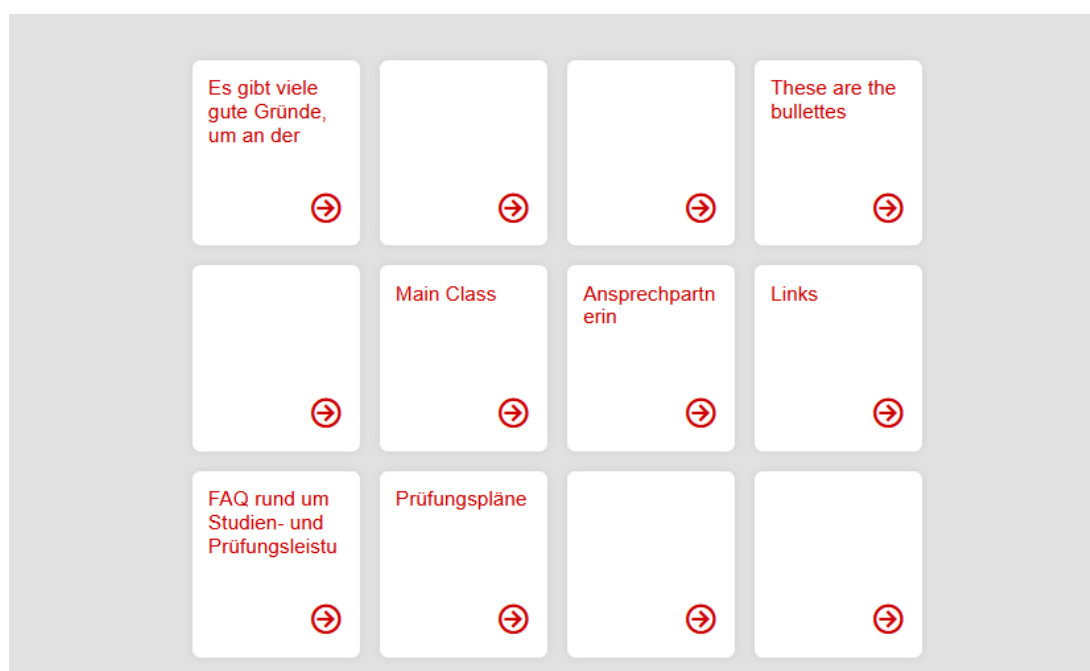 Es gibt viele
gute Gründe,
um an der
These are the
bullettes
Main Class
Ansprechpartn
erin
Links
FAQ rund um
Studien- und
Prüfungsleistu
Prüfungspläne